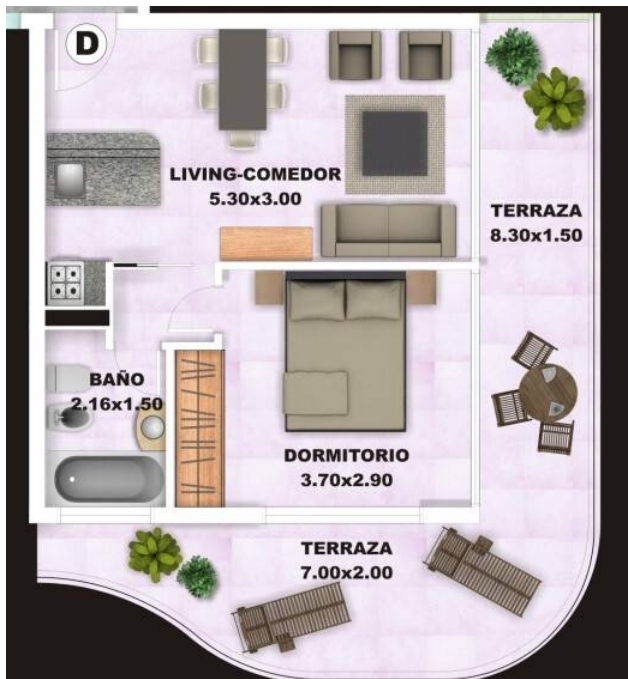 D
LIVING-COMEDOR
5.30x3.00
TERRAZA
8.30x1.50
BAÑO
2.16x1.50
DORMITORIO
3.70x2.90
TERRAZA
7.00x2.00